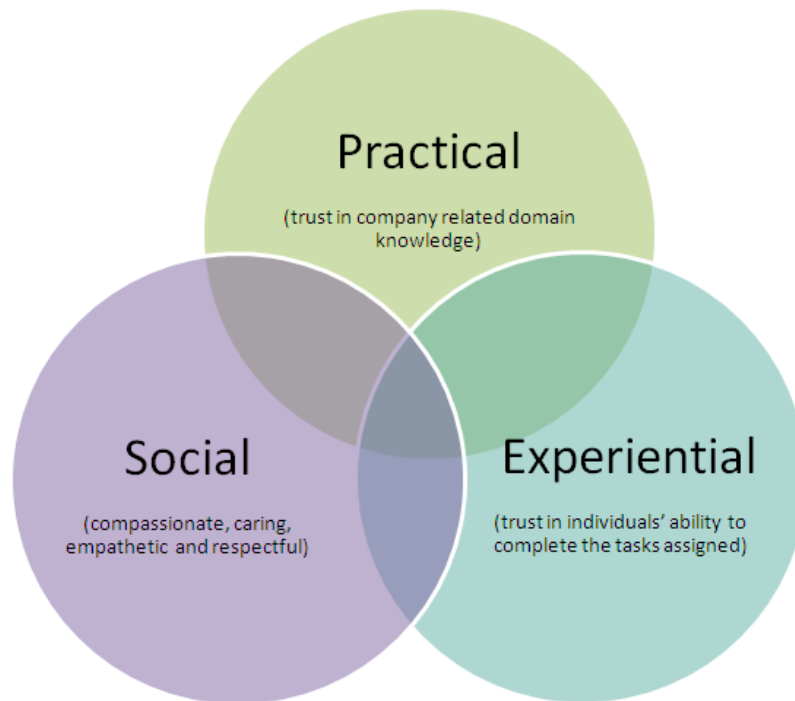 Practical
(trust in company related domain
knowledge)
Social
(compassionate, caring,
empathetic and respectful)
Experiential
(trust in individuals’ ability to
complete the tasks assigned)